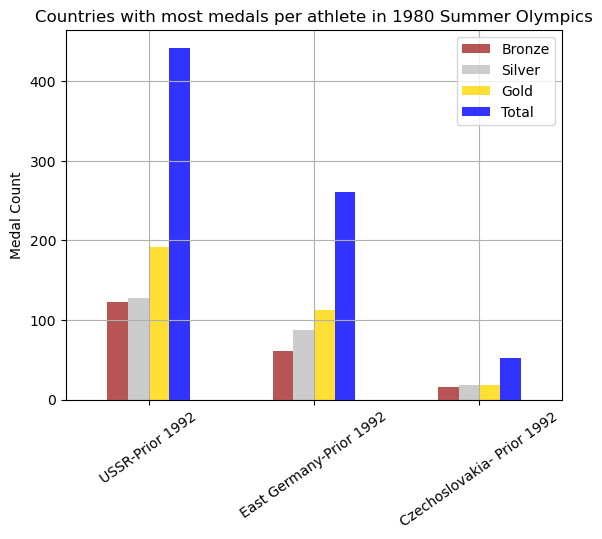 Countries with most medals per athlete in 1980 Summer Olympics
Bronze
Silver
Gold
Total
Medal Count
400
300
200
100
0
USSR-Prior 1992
East Germany-Prior 1992
Czechoslovakia- Prior 1992